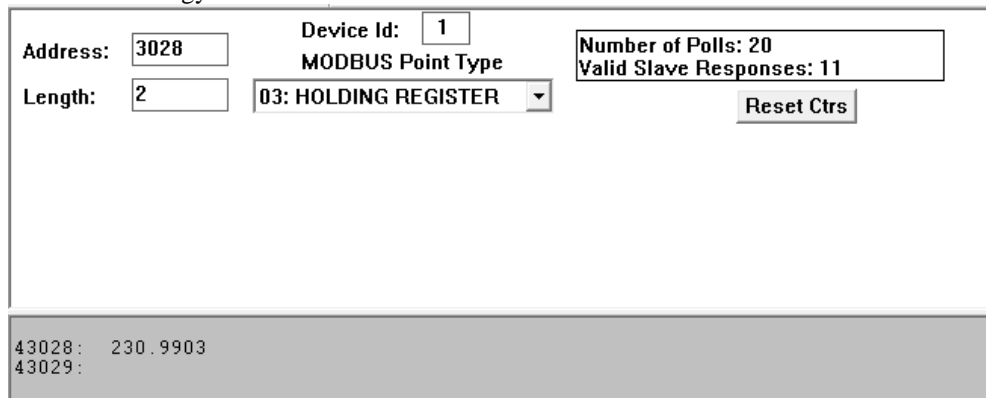 Address: 3028
Length: 2
Device Id: 1
MODBUS Point Type
03: HOLDING REGISTER
Number of Polls: 20
Valid Slave Responses: 11
Reset Ctrs
43028: 230.9903
43029: